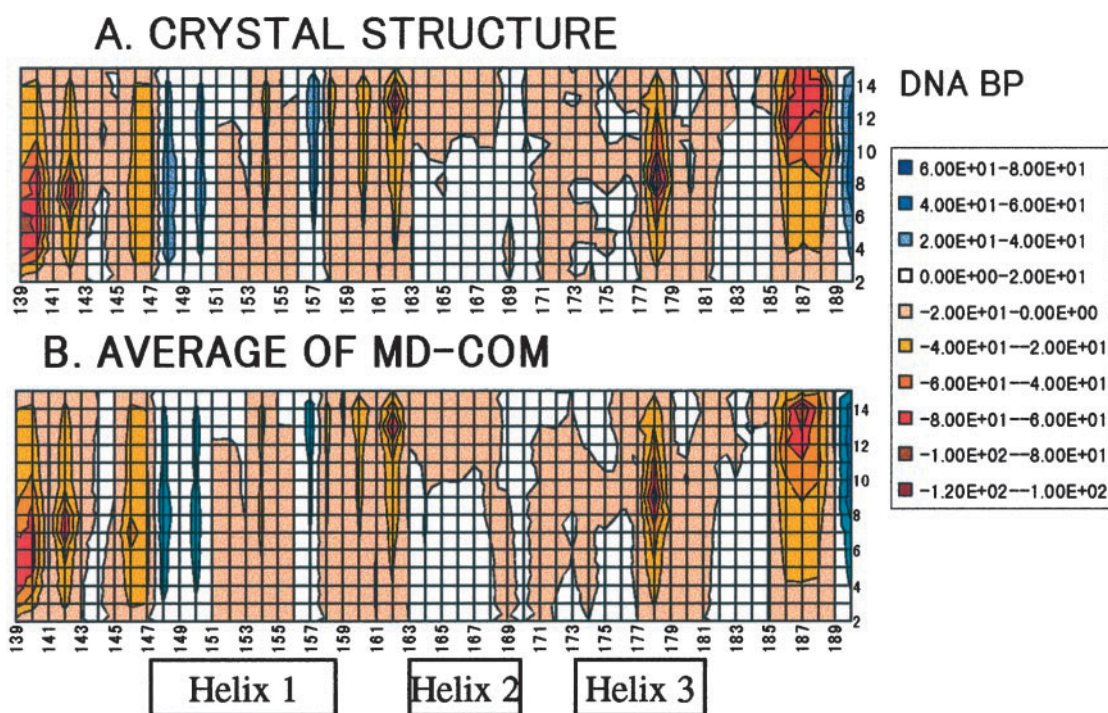 A. CRYSTAL STRUCTURE
14
12
10
8
6
4
2
139 141 143 145 147 149 151 153 155 157 159 161 163 165 167 169 171 173 175 177 179 181 183 185 187 189
DNA BP
6.00E+01-8.00E+01
4.00E+01-6.00E+01
2.00E+01-4.00E+01
0.00E+00-2.00E+01
-2.00E+01-0.00E+00
-4.00E+01--2.00E+01
-6.00E+01--4.00E+01
-8.00E+01--6.00E+01
-1.00E+02--8.00E+01
-1.20E+02--1.00E+02
B. AVERAGE OF MD-COM
14
12
10
8
6
4
2
139 141 143 145 147 149 151 153 155 157 159 161 163 165 167 169 171 173 175 177 179 181 183 185 187 189
Helix 1 Helix 2 Helix 3